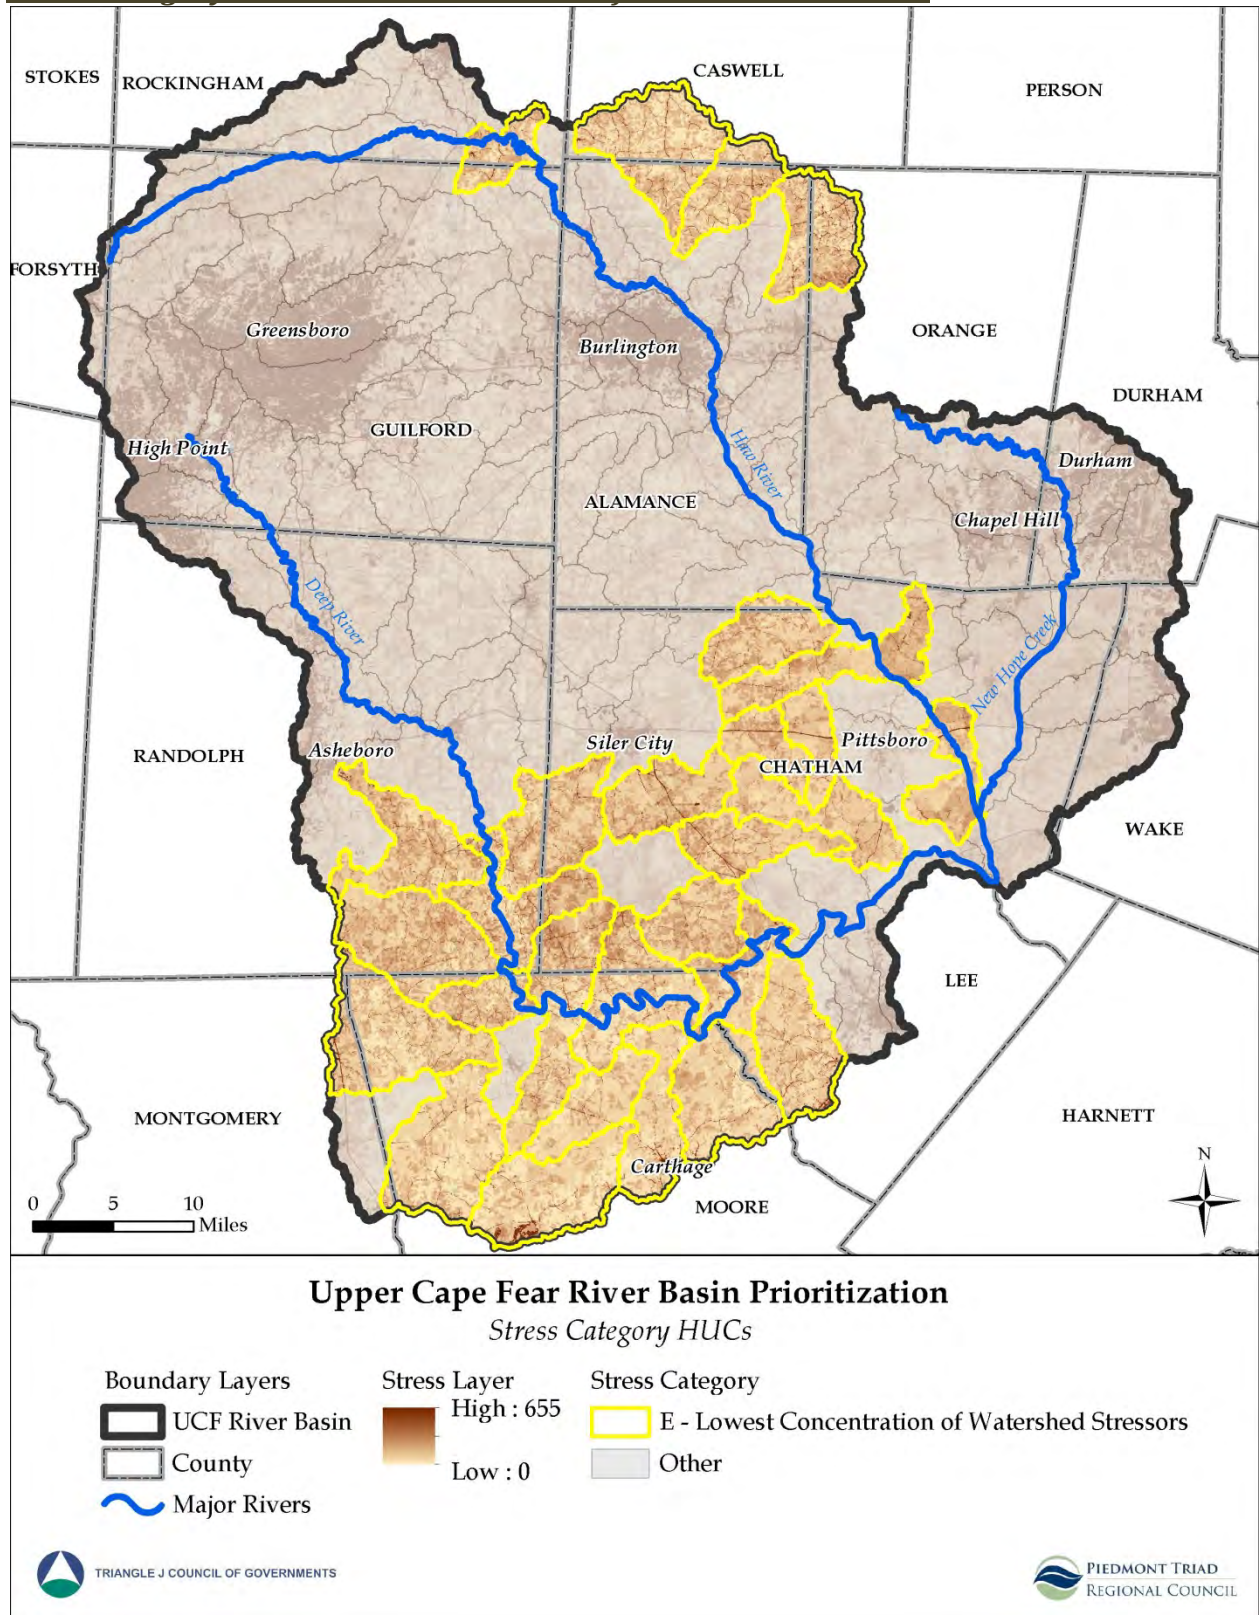 STOKES
ROCKINGHAM
CASWELL
PERSON
FORSYTH
Greensboro
Burlington
ORANGE
DURHAM
GUILFORD
High Point
Durham
Haw River
ALAMANCE
Chapel Hill
Deep River
New Hope Creek
RANDOLPH
Asheboro
Siler City
Pittsboro
CHATHAM
WAKE
LEE
MONTGOMERY
HARNETT
Carthage
MOORE
N
0 5 10
Miles
Upper Cape Fear River Basin Prioritization
Stress Category HUCs
Boundary Layers
UCF River Basin
County
Major Rivers
Stress Layer
High : 655
Low : 0
Stress Category
E - Lowest Concentration of Watershed Stressors
Other
TRIANGLE J COUNCIL OF GOVERNMENTS
PIEDMONT TRIAD
REGIONAL COUNCIL